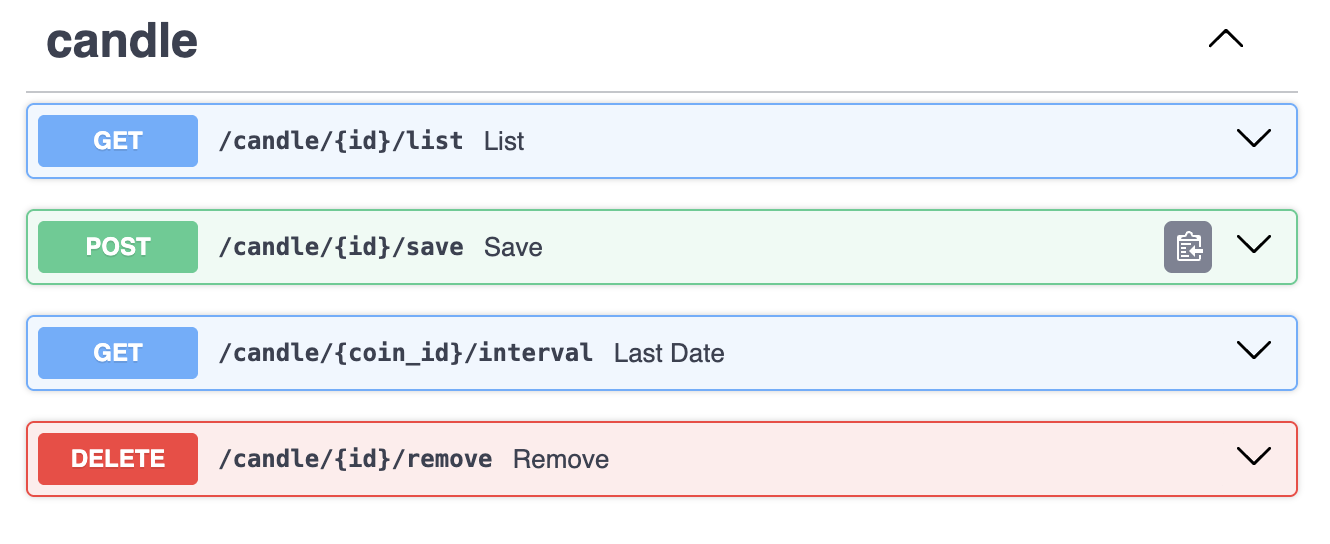 candle
GET /candle/{id}/list List
POST /candle/{id}/save Save
GET /candle/{coin_id}/interval Last Date
DELETE /candle/{id}/remove Remove